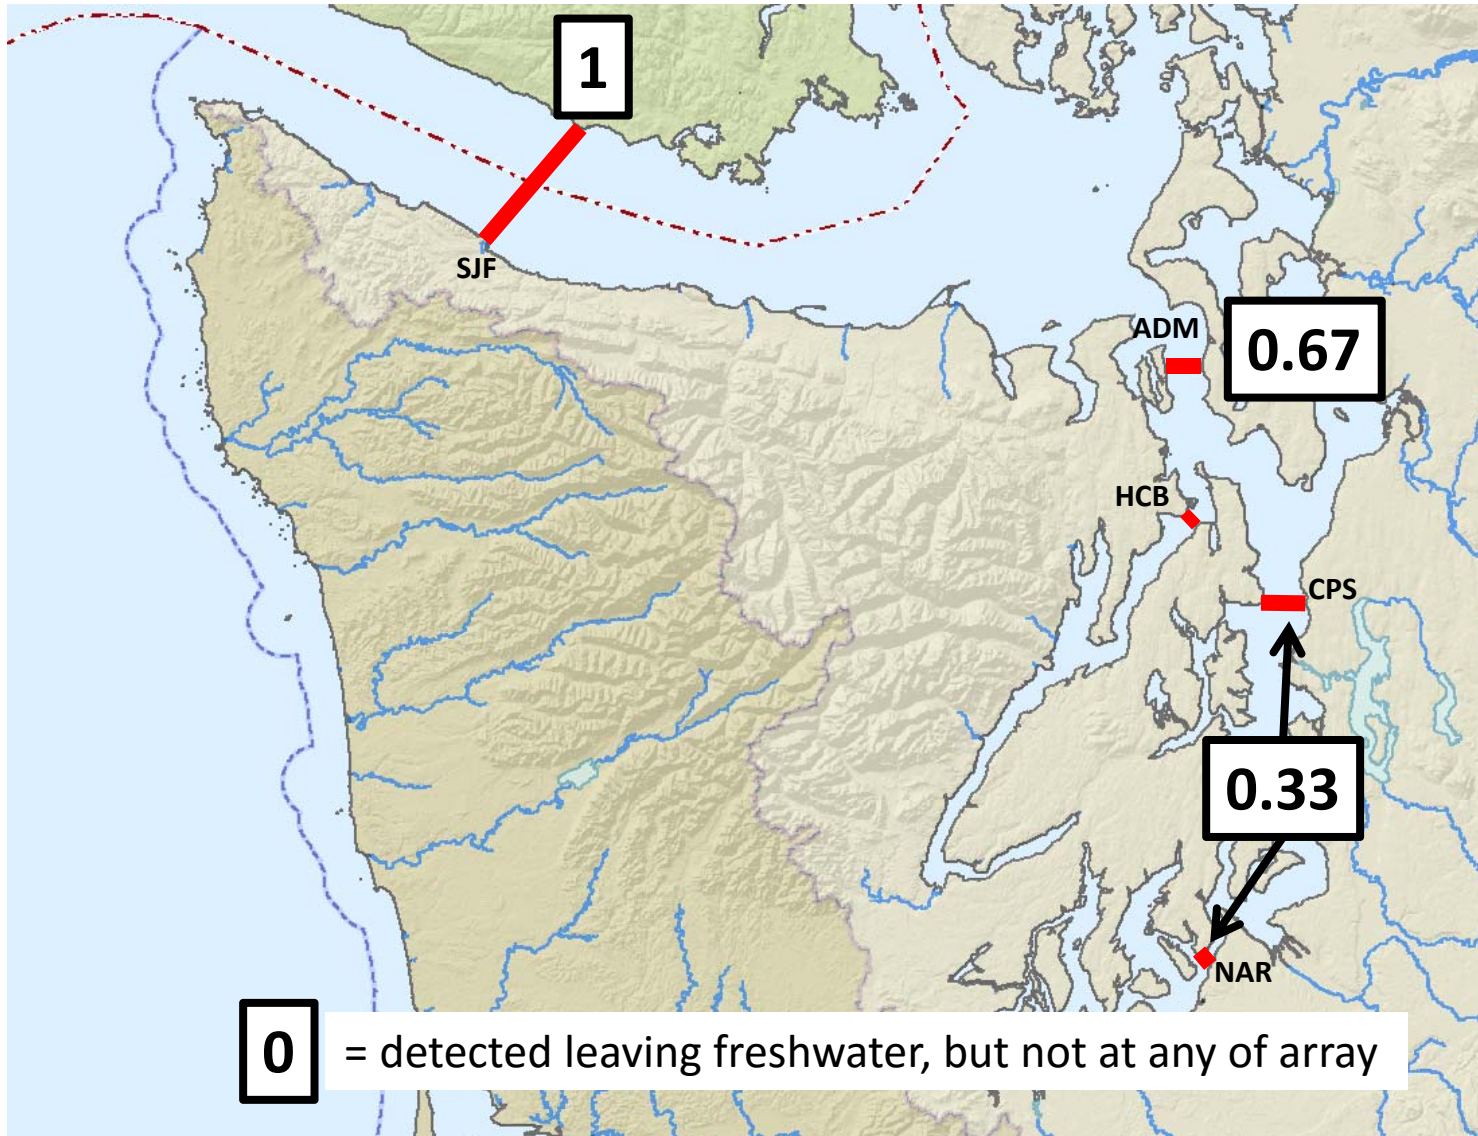 1
SJF
ADM
0.67
HCB
CPS
0.33
NAR
0 = detected leaving freshwater, but not at any of array